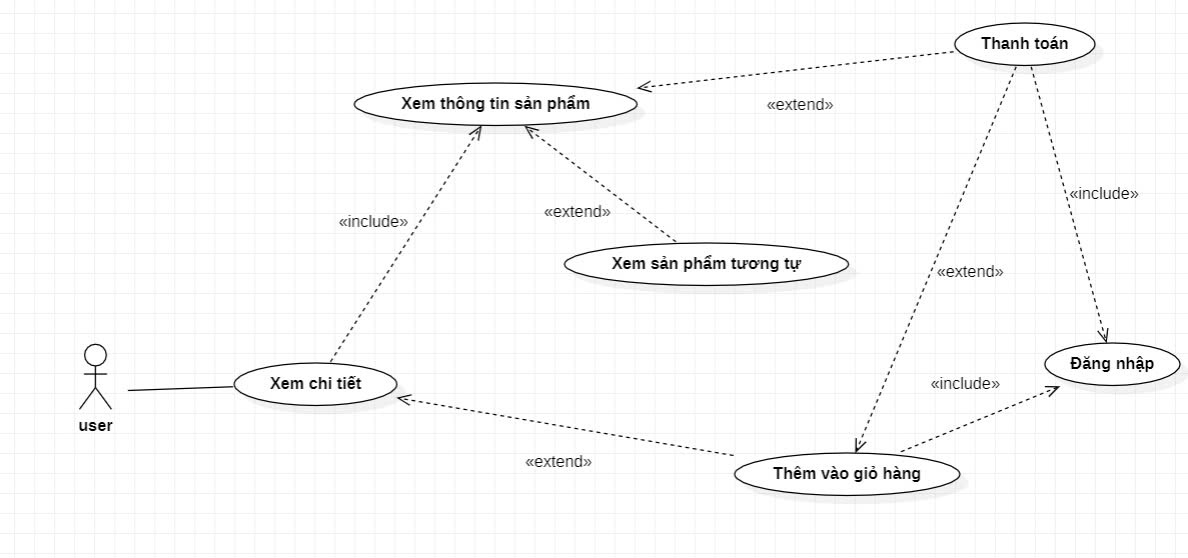 Thanh toán
Xem thông tin sản phẩm
«extend»
«include»
«include»
«extend»
Xem sản phẩm tương tự
«extend»
Đăng nhập
Xem chi tiết
«include»
user
«extend»
Thêm vào giỏ hàng